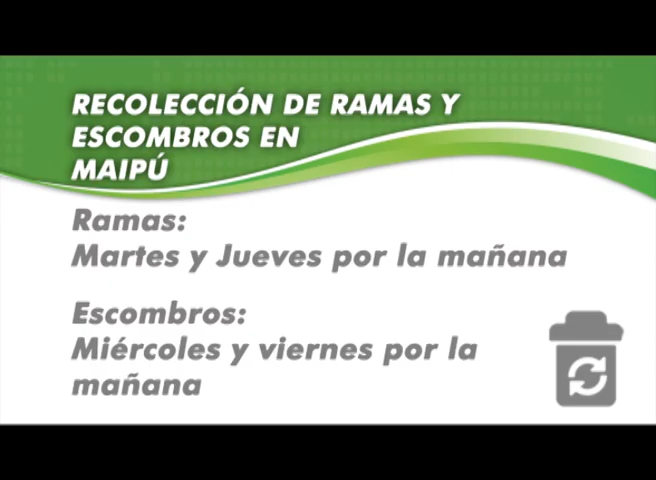 RECOLECCIÓN DE RAMAS Y
ESCOMBROS EN
MAIPÚ
Ramas:
Martes y Jueves por la mañana
Escombros:
Miércoles y viernes por la
mañana